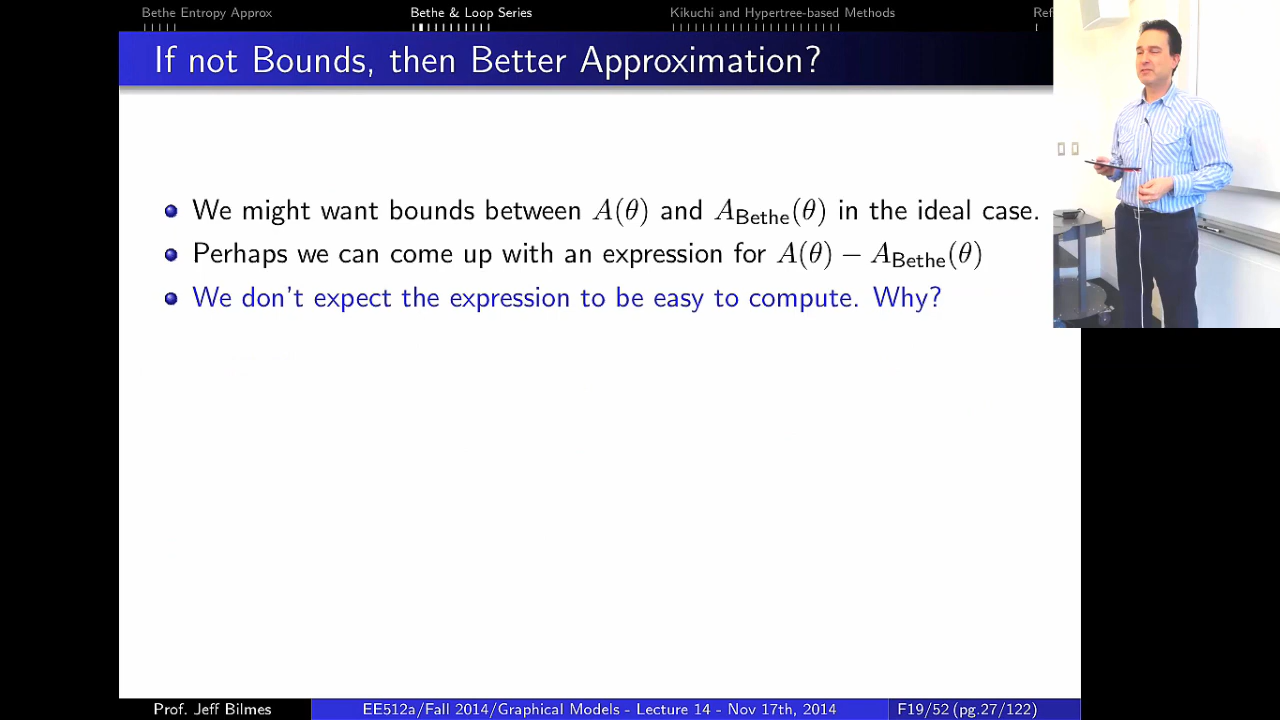 Bethe Entropy Approx Bethe & Loop Series Kikuchi and Hypertree-based Methods Ref
If not Bounds, then Better Approximation?
We might want bounds between A(θ) and A_Bethe(θ) in the ideal case.
Perhaps we can come up with an expression for A(θ) − A_Bethe(θ)
We don't expect the expression to be easy to compute. Why?
Prof. Jeff Bilmes EE512a/Fall 2014/Graphical Models - Lecture 14 - Nov 17th, 2014 F19/52 (pg.27/122)